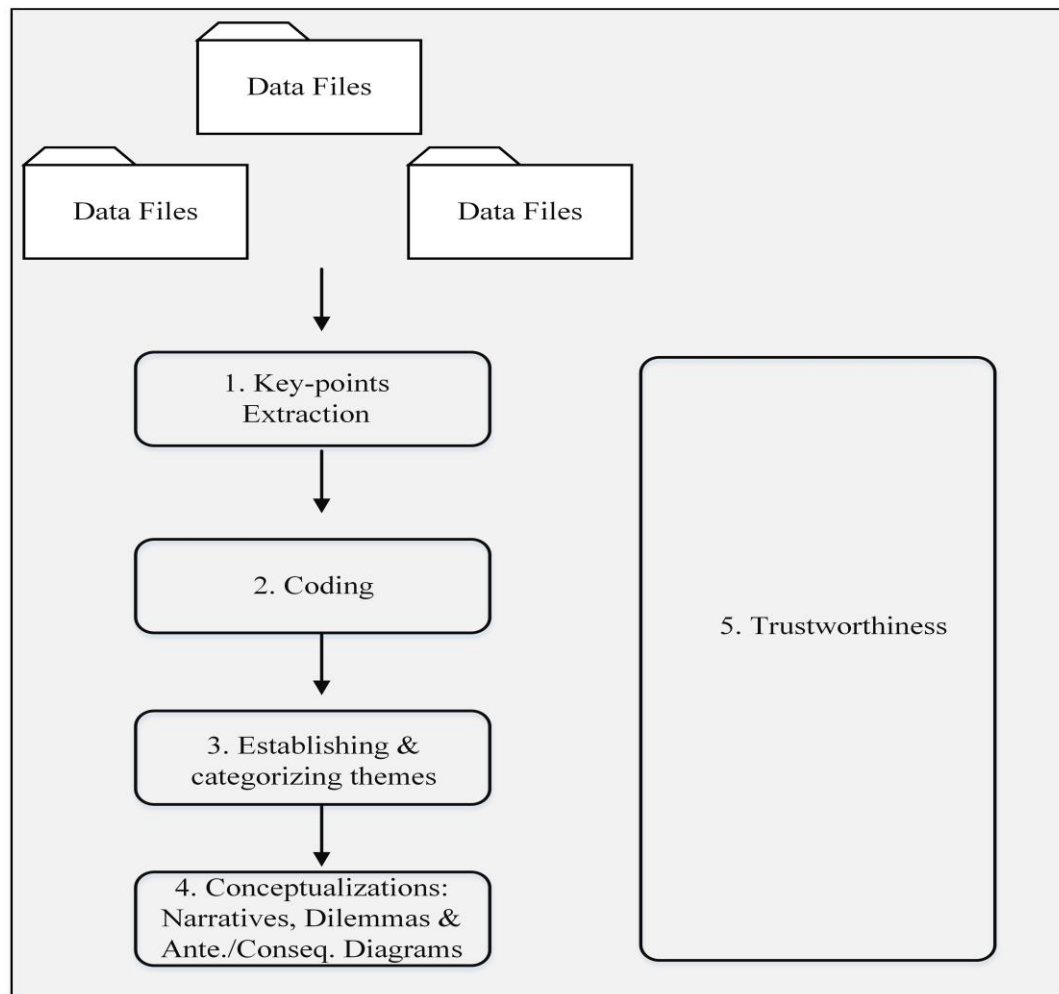 Data Files
Data Files
Data Files
1. Key-points
Extraction
2. Coding
5. Trustworthiness
3. Establishing &
categorizing themes
4. Conceptualizations:
Narratives, Dilemmas &
Ante./Conseq. Diagrams